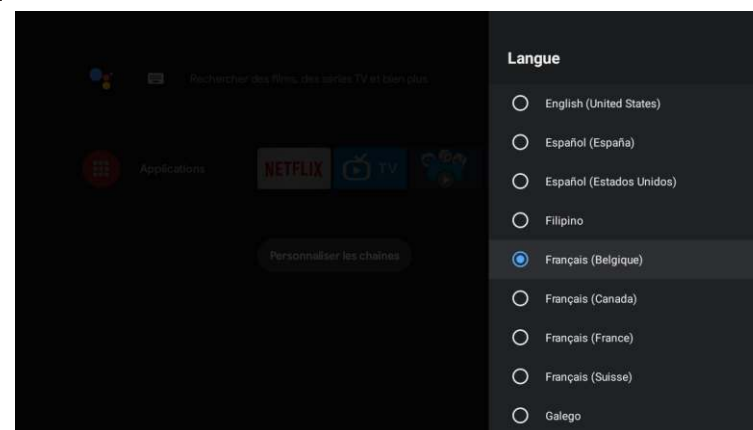 Langue
Rechercher des films, des séries TV et bien plus
Applications
NETFLIX
TV
Personnaliser les chaînes
English (United States)
Español (España)
Español (Estados Unidos)
Filipino
Français (Belgique)
Français (Canada)
Français (France)
Français (Suisse)
Galego